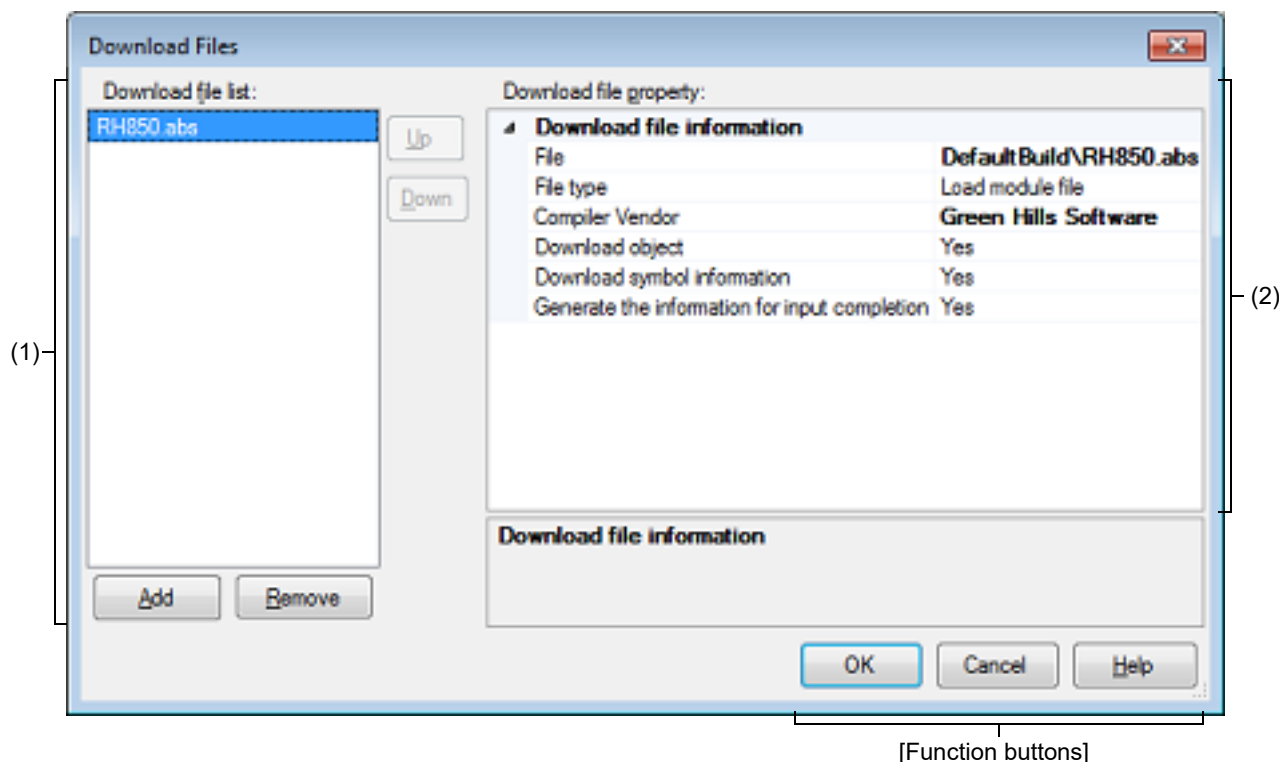 Download Files
Download file list:
RH850.abs
Up
Down
Add
Remove
Download file property:
Download file information
File DefaultBuild\RH850.abs
File type Load module file
Compiler Vendor Green Hills Software
Download object Yes
Download symbol information Yes
Generate the information for input completion Yes
Download file information
OK Cancel Help
(1)
(2)
[Function buttons]